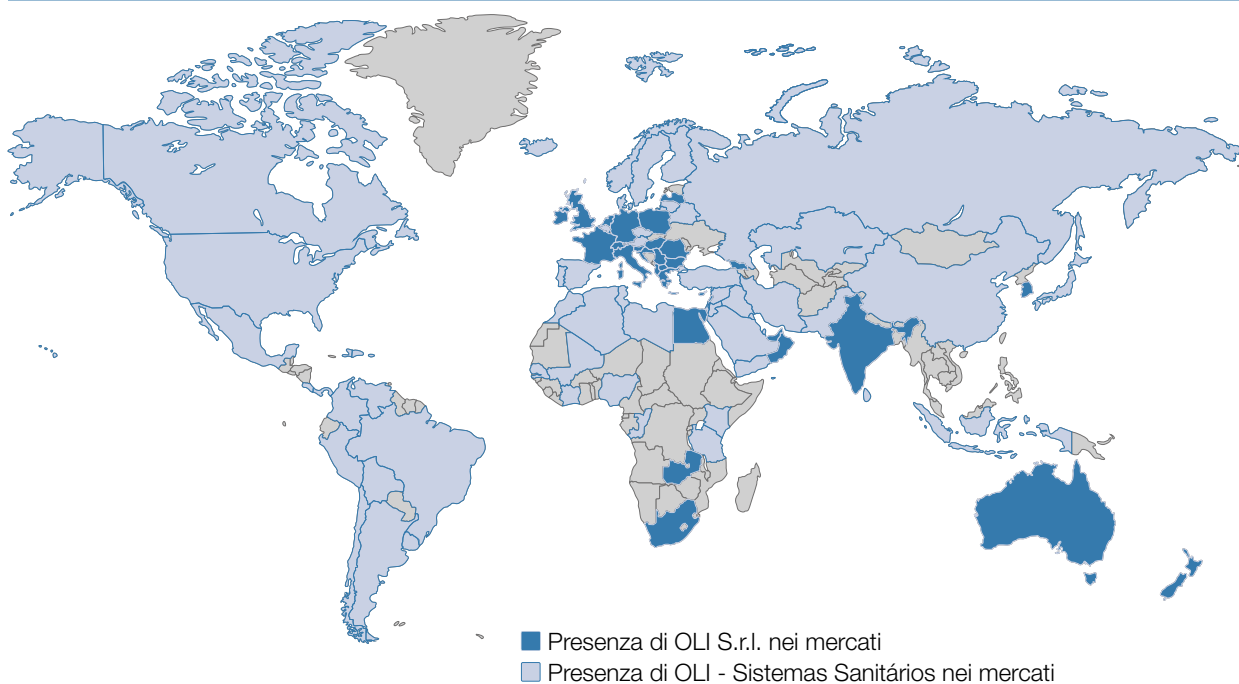 Presenza di OLI S.r.l. nei mercati
Presenza di OLI - Sistemas Sanitários nei mercati